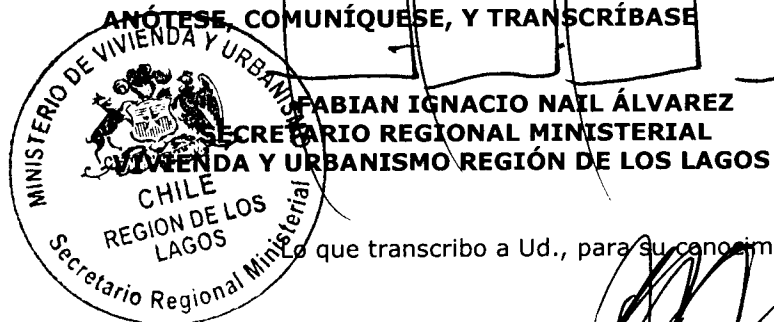 ANÓTESE, COMUNÍQUESE, Y TRANSCRÍBASE
FABIAN IGNACIO NAIL ÁLVAREZ
SECRETARIO REGIONAL MINISTERIAL
VIVIENDA Y URBANISMO REGIÓN DE LOS LAGOS
MINISTERIO DE VIVIENDA Y URBANISMO
CHILE
REGION DE LOS
LAGOS
Secretario Regional Ministerial
Lo que transcribo a Ud., para su conocim